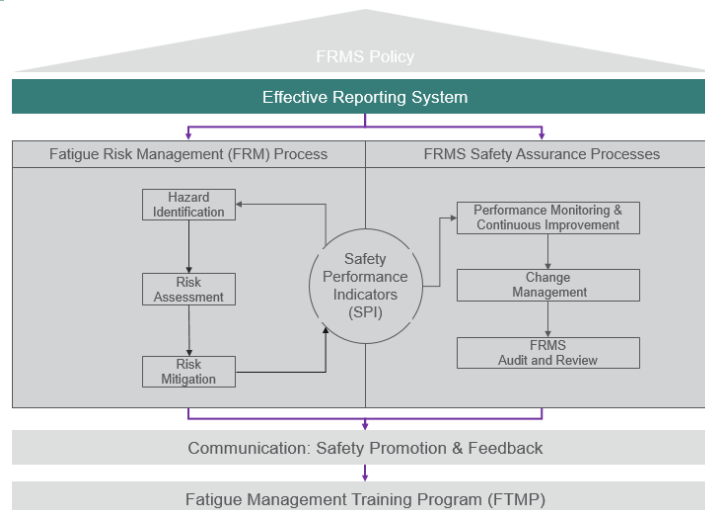 FRMS Policy
Effective Reporting System
Fatigue Risk Management (FRM) Process
FRMS Safety Assurance Processes
Hazard
Identification
Risk
Assessment
Risk
Mitigation
Safety
Performance
Indicators
(SPI)
Performance Monitoring &
Continuous Improvement
Change
Management
FRMS
Audit and Review
Communication: Safety Promotion & Feedback
Fatigue Management Training Program (FTMP)